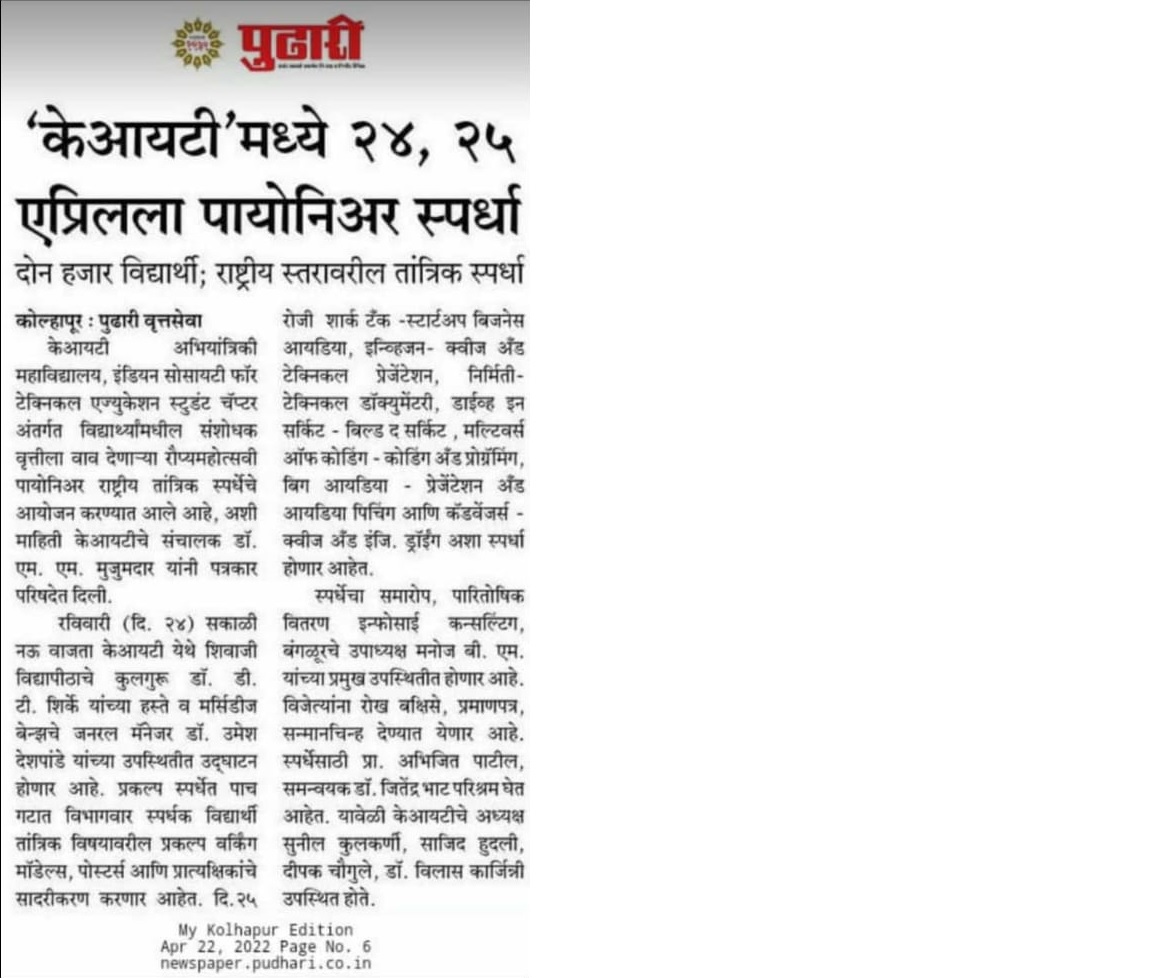 पुढारी
‘केआयटी’मध्ये २४, २५
एप्रिलला पायोनिअर स्पर्धा
दोन हजार विद्यार्थी; राष्ट्रीय स्तरावरील तांत्रिक स्पर्धा
कोल्हापूर : पुढारी वृत्तसेवा
केआयटी अभियांत्रिकी
महाविद्यालय, इंडियन सोसायटी फॉर
टेक्निकल एज्युकेशन स्टुडंट चॅप्टर
अंतर्गत विद्यार्थ्यांमधील संशोधक
वृत्तीला वाव देणाऱ्या रौप्यमहोत्सवी
पायोनिअर राष्ट्रीय तांत्रिक स्पर्धेचे
आयोजन करण्यात आले आहे, अशी
माहिती केआयटीचे संचालक डॉ.
एम. एम. मुजुमदार यांनी पत्रकार
परिषदेत दिली.
रविवारी (दि. २४) सकाळी
नऊ वाजता केआयटी येथे शिवाजी
विद्यापीठाचे कुलगुरू डॉ. डी.
टी. शिर्के यांच्या हस्ते व मर्सिडीज
बेन्झचे जनरल मॅनेजर डॉ. उमेश
देशपांडे यांच्या उपस्थितीत उद्घाटन
होणार आहे. प्रकल्प स्पर्धेत पाच
गटात विभागवार स्पर्धक विद्यार्थी
तांत्रिक विषयावरील प्रकल्प वर्किंग
मॉडेल्स, पोस्टर्स आणि प्रात्यक्षिकांचे
सादरीकरण करणार आहेत. दि.२५
रोजी शार्क टँक -स्टार्टअप बिजनेस
आयडिया, इन्व्हिजन- क्वीज अँड
टेक्निकल प्रेजेंटेशन, निर्मिती-
टेक्निकल डॉक्युमेंटरी, डाईव्ह इन
सर्किट - बिल्ड द सर्किट , मल्टिवर्स
ऑफ कोडिंग - कोडिंग अँड प्रोग्रॅमिंग,
बिग आयडिया - प्रेजेंटेशन अँड
आयडिया पिचिंग आणि कॅडवेंजर्स -
क्वीज अँड इंजि. ड्रॉईंग अशा स्पर्धा
होणार आहेत.
स्पर्धेचा समारोप, पारितोषिक
वितरण इन्फोसाई कन्सल्टिंग,
बंगळूरचे उपाध्यक्ष मनोज बी. एम.
यांच्या प्रमुख उपस्थितीत होणार आहे.
विजेत्यांना रोख बक्षिसे, प्रमाणपत्र,
सन्मानचिन्ह देण्यात येणार आहे.
स्पर्धेसाठी प्रा. अभिजित पाटील,
समन्वयक डॉ. जितेंद्र भाट परिश्रम घेत
आहेत. यावेळी केआयटीचे अध्यक्ष
सुनील कुलकर्णी, साजिद हुदली,
दीपक चौगुले, डॉ. विलास कार्जिन्नी
उपस्थित होते.
My Kolhapur Edition
Apr 22, 2022 Page No. 6
newspaper.pudhari.co.in